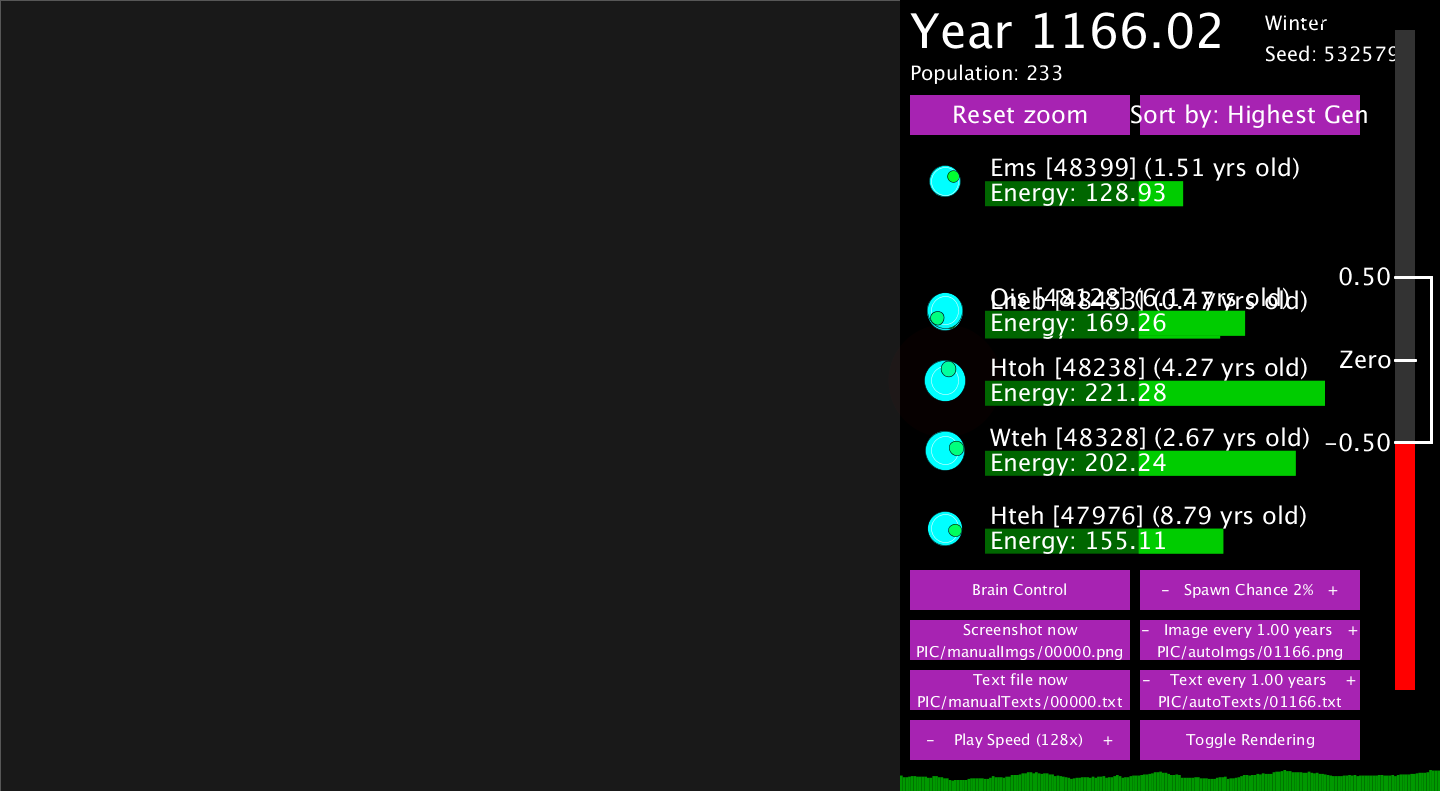 Year 1166.02
Winter
Seed: 532579
Population: 233
Reset zoom
Sort by: Highest Gen
Ems [48399] (1.51 yrs old)
Energy: 128.93
0.50
Energy: 169.26
Zero
Htoh [48238] (4.27 yrs old)
Energy: 221.28
-0.50
Wteh [48328] (2.67 yrs old)
Energy: 202.24
Hteh [47976] (8.79 yrs old)
Energy: 155.11
Brain Control
- Spawn Chance 2% +
Screenshot now
PIC/manualImgs/00000.png
- Image every 1.00 years +
PIC/autoImgs/01166.png
Text file now
PIC/manualTexts/00000.txt
- Text every 1.00 years +
PIC/autoTexts/01166.txt
- Play Speed (128x) +
Toggle Rendering